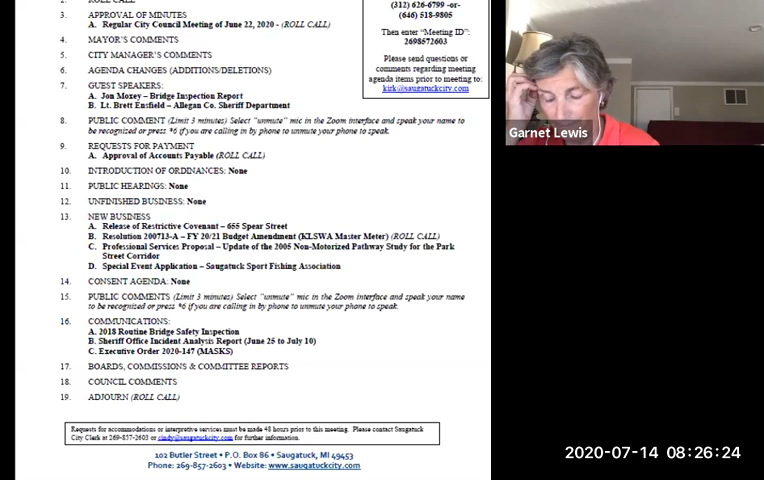 ROLL CALL
3. APPROVAL OF MINUTES
A. Regular City Council Meeting of June 22, 2020 - (ROLL CALL)
4. MAYOR'S COMMENTS
5. CITY MANAGER'S COMMENTS
6. AGENDA CHANGES (ADDITIONS/DELETIONS)
7. GUEST SPEAKERS:
A. Jon Moxey – Bridge Inspection Report
B. Lt. Brett Ensfield – Allegan Co. Sheriff Department
8. PUBLIC COMMENT (Limit 3 minutes) Select "unmute" mic in the Zoom interface and speak your name
to be recognized or press *6 if you are calling in by phone to unmute your phone to speak.
9. REQUESTS FOR PAYMENT
A. Approval of Accounts Payable (ROLL CALL)
10. INTRODUCTION OF ORDINANCES: None
11. PUBLIC HEARINGS: None
12. UNFINISHED BUSINESS: None
13. NEW BUSINESS
A. Release of Restrictive Covenant – 655 Spear Street
B. Resolution 200713-A – FY 20/21 Budget Amendment (KLSWA Master Meter) (ROLL CALL)
C. Professional Services Proposal – Update of the 2005 Non-Motorized Pathway Study for the Park
Street Corridor
D. Special Event Application – Saugatuck Sport Fishing Association
14. CONSENT AGENDA: None
15. PUBLIC COMMENTS (Limit 3 minutes) Select "unmute" mic in the Zoom interface and speak your name
to be recognized or press *6 if you are calling in by phone to unmute your phone to speak.
16. COMMUNICATIONS:
A. 2018 Routine Bridge Safety Inspection
B. Sheriff Office Incident Analysis Report (June 25 to July 10)
C. Executive Order 2020-147 (MASKS)
17. BOARDS, COMMISSIONS & COMMITTEE REPORTS
18. COUNCIL COMMENTS
19. ADJOURN (ROLL CALL)
(312) 626-6799 -or-
(646) 518-9805
Then enter "Meeting ID":
2698572603
Please send questions or
comments regarding meeting
agenda items prior to meeting to:
kirk@saugatuckcity.com
Requests for accommodations or interpretive services must be made 48 hours prior to this meeting. Please contact Saugatuck
City Clerk at 269-857-2603 or cindy@saugatuckcity.com for further information.
102 Butler Street • P.O. Box 86 • Saugatuck, MI 49453
Phone: 269-857-2603 • Website: www.saugatuckcity.com
Garnet Lewis
2020-07-14 08:26:24